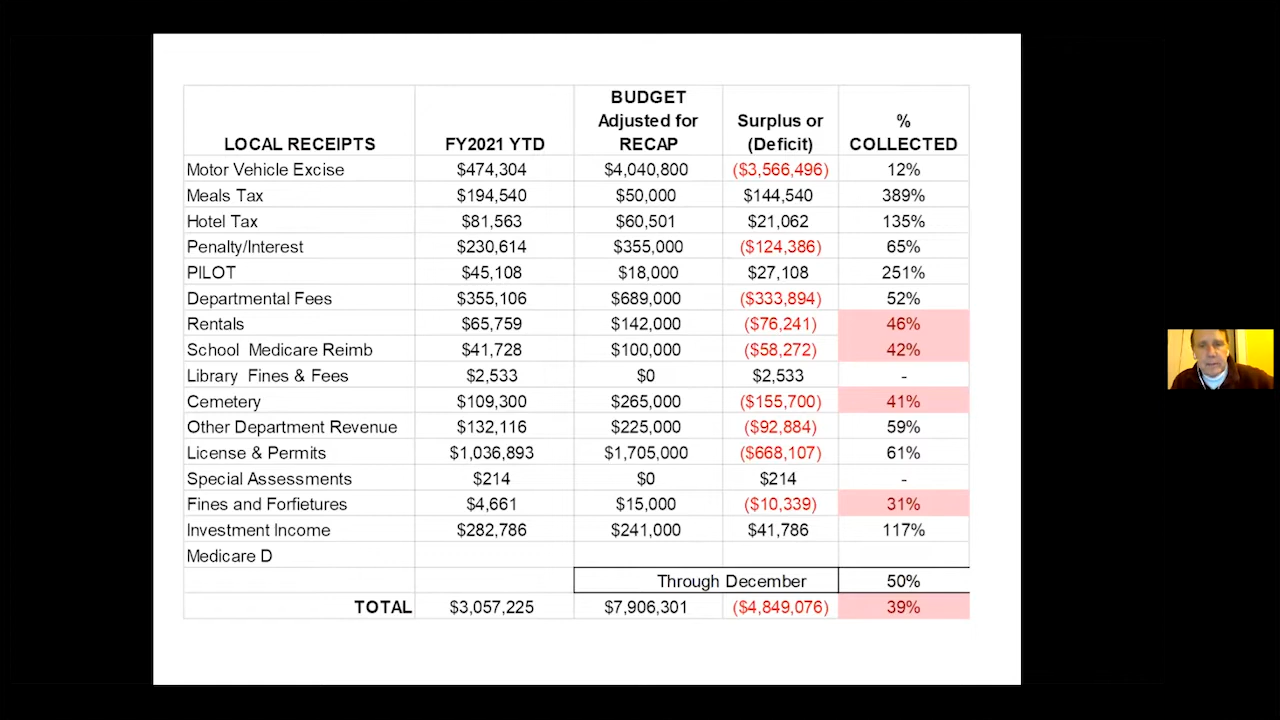 LOCAL RECEIPTS FY2021 YTD BUDGET Adjusted for RECAP Surplus or (Deficit) % COLLECTED
Motor Vehicle Excise $474,304 $4,040,800 ($3,566,496) 12%
Meals Tax $194,540 $50,000 $144,540 389%
Hotel Tax $81,563 $60,501 $21,062 135%
Penalty/Interest $230,614 $355,000 ($124,386) 65%
PILOT $45,108 $18,000 $27,108 251%
Departmental Fees $355,106 $689,000 ($333,894) 52%
Rentals $65,759 $142,000 ($76,241) 46%
School Medicare Reimb $41,728 $100,000 ($58,272) 42%
Library Fines & Fees $2,533 $0 $2,533 -
Cemetery $109,300 $265,000 ($155,700) 41%
Other Department Revenue $132,116 $225,000 ($92,884) 59%
License & Permits $1,036,893 $1,705,000 ($668,107) 61%
Special Assessments $214 $0 $214 -
Fines and Forfietures $4,661 $15,000 ($10,339) 31%
Investment Income $282,786 $241,000 $41,786 117%
Medicare D
Through December 50%
TOTAL $3,057,225 $7,906,301 ($4,849,076) 39%